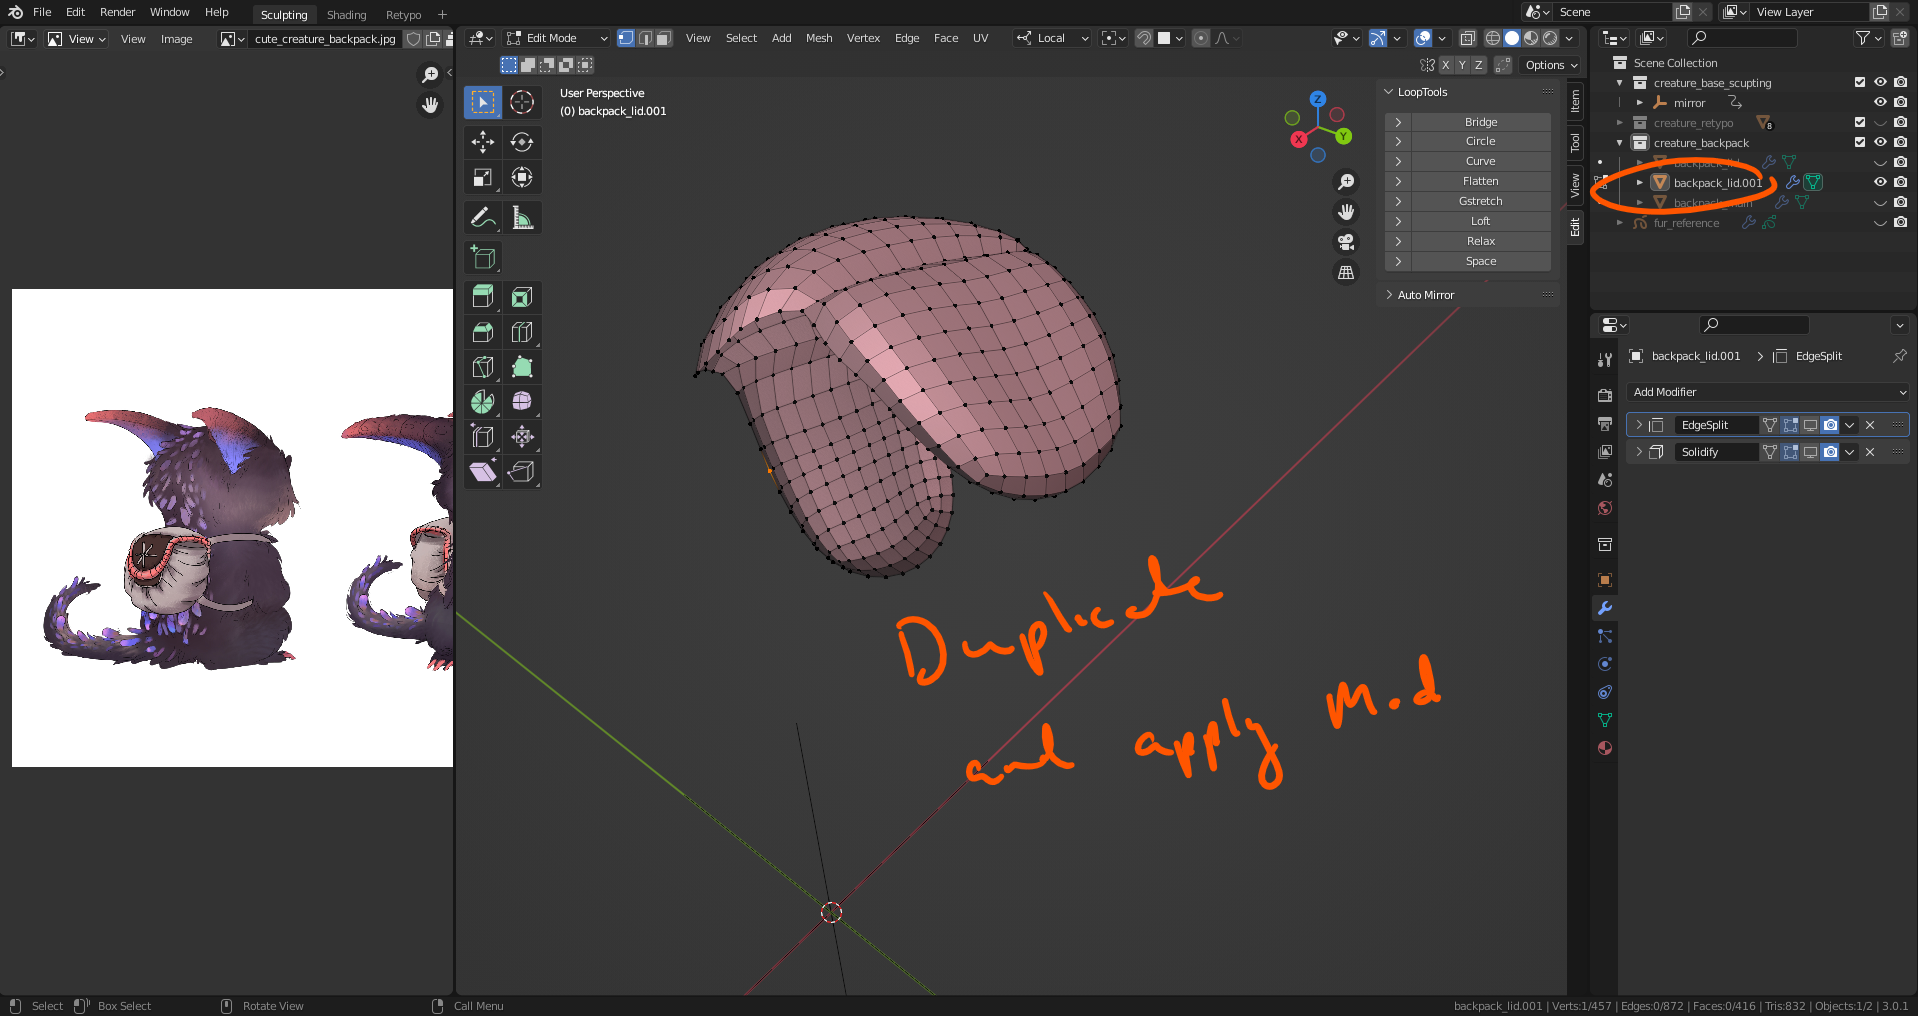 File Edit Render Window Help Sculpting Shading Retypo + Scene View Layer
View View Image cute_creature_backpack.jpg Edit Mode View Select Add Mesh Vertex Edge Face UV Local
X Y Z Options
User Perspective
(0) backpack_lid.001
Z
X
Y
LoopTools
Bridge
Circle
Curve
Flatten
Gstretch
Loft
Relax
Space
Auto Mirror
Item
Tool
View
Edit
Scene Collection
creature_base_scupting
mirror
creature_retypo 8
creature_backpack
backpack_lid
backpack_lid.001
backpack_main
fur_reference
backpack_lid.001 > EdgeSplit
Add Modifier
EdgeSplit
Solidify
Duplicate
and apply Mod
Select Box Select Rotate View Call Menu backpack_lid.001 | Verts:1/457 | Edges:0/872 | Faces:0/416 | Tris:832 | Objects:1/2 | 3.0.1